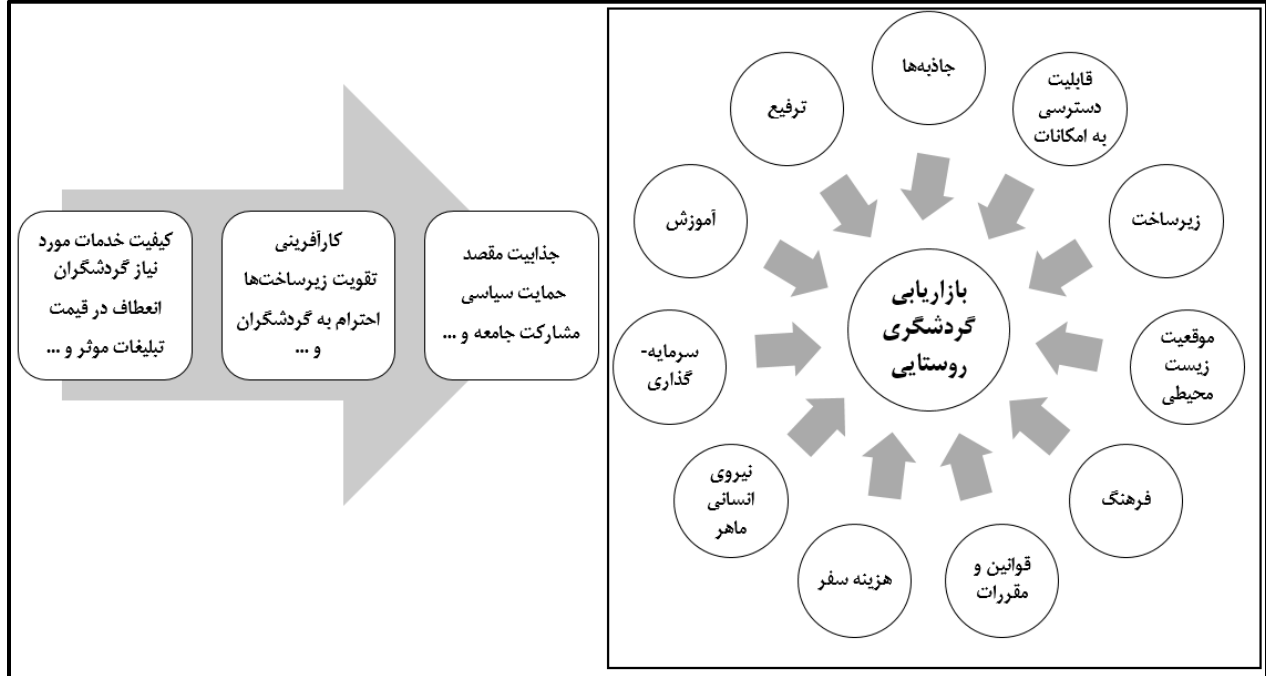 جاذبه‌ها
قابلیت
دسترسی
به امکانات
زیرساخت
موقعیت
زیست
محیطی
فرهنگ
قوانین و
مقررات
هزینه سفر
نیروی
انسانی
ماهر
سرمایه-
گذاری
آموزش
ترفیع
بازاریابی
گردشگری
روستایی
جذابیت مقصد
حمایت سیاسی
مشارکت جامعه و ...
کارآفرینی
تقویت زیرساخت‌ها
احترام به گردشگران
و ...
کیفیت خدمات مورد
نیاز گردشگران
انعطاف در قیمت
تبلیغات موثر و ...